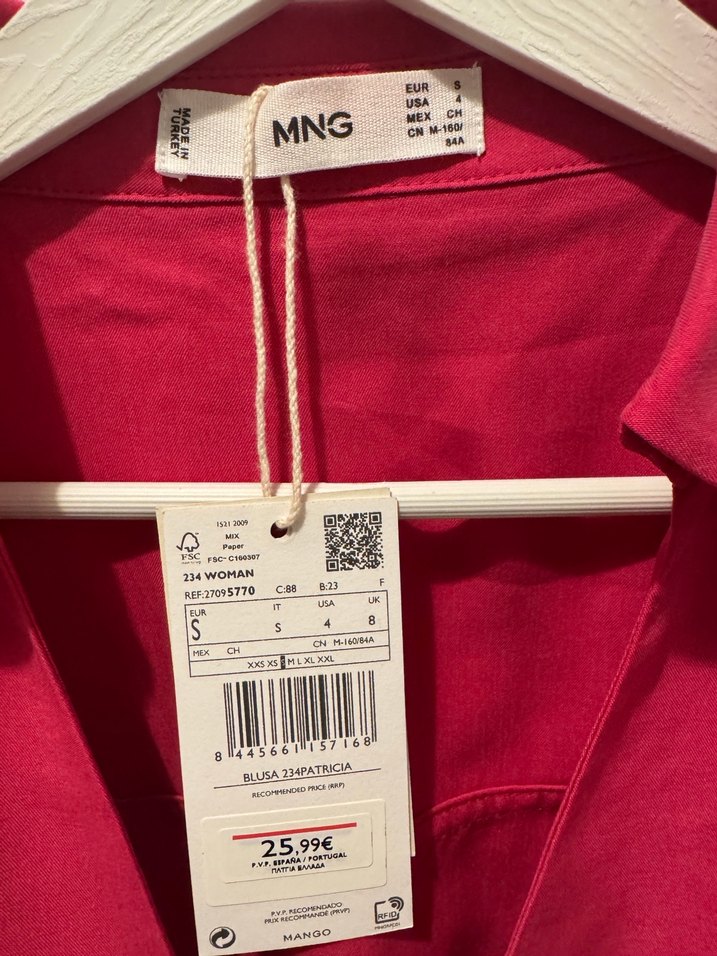 MADE IN
TURKEY
MNG
EUR S
USA 4
MEX CH
CN M-160/
84A
1521 2009
MIX
Paper
FSC® C160307
FSC
234 WOMAN
REF:27095770 C:88 B:23 F
EUR IT USA UK
S S 4 8
MEX CH CN M-160/84A
XXS XS S M L XL XXL
8 445661 157168
BLUSA 234PATRICIA
RECOMMENDED PRICE (RRP)
25,99€
P.V.P. ESPAÑA / PORTUGAL
ΠΛΤΓΙΑ ΕΛΛΑΔΑ
P.V.P. RECOMENDADO
PRIX RECOMMANDÉ (PRVP)
RFID
MANGO